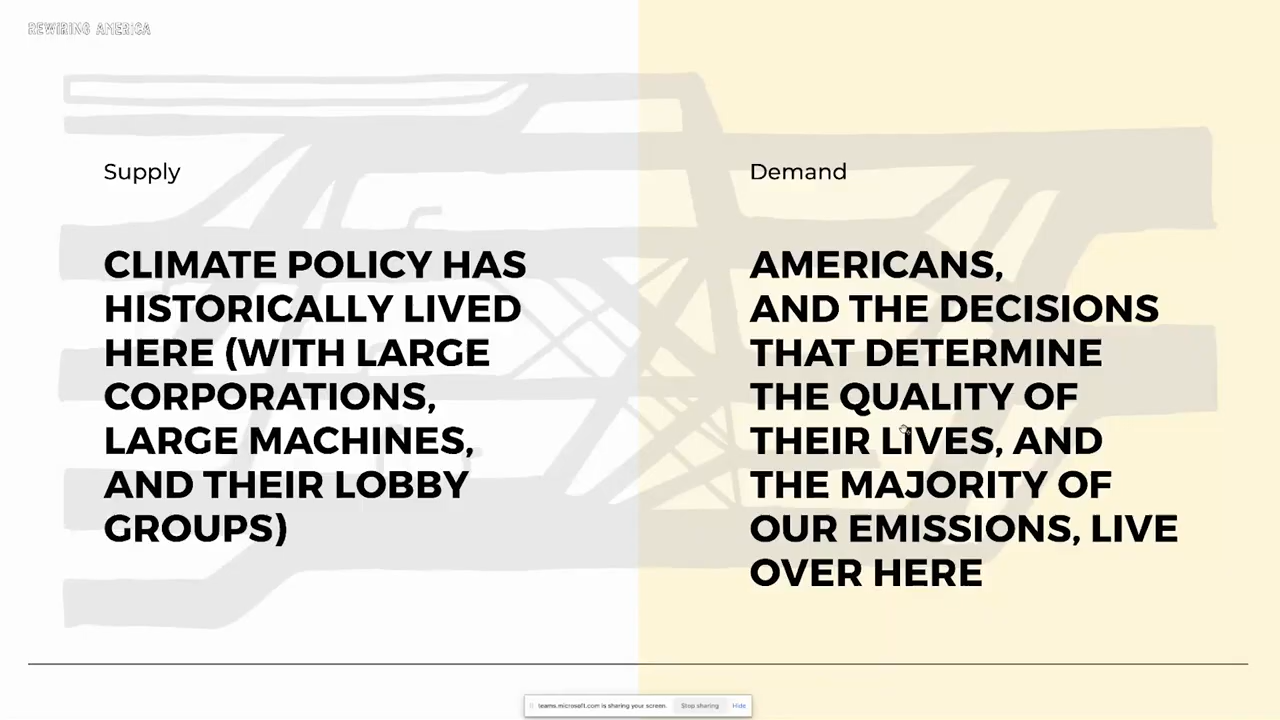 REWIRING AMERICA
Supply
CLIMATE POLICY HAS
HISTORICALLY LIVED
HERE (WITH LARGE
CORPORATIONS,
LARGE MACHINES,
AND THEIR LOBBY
GROUPS)
Demand
AMERICANS,
AND THE DECISIONS
THAT DETERMINE
THE QUALITY OF
THEIR LIVES, AND
THE MAJORITY OF
OUR EMISSIONS, LIVE
OVER HERE
teams.microsoft.com is sharing your screen.
Stop sharing
Hide